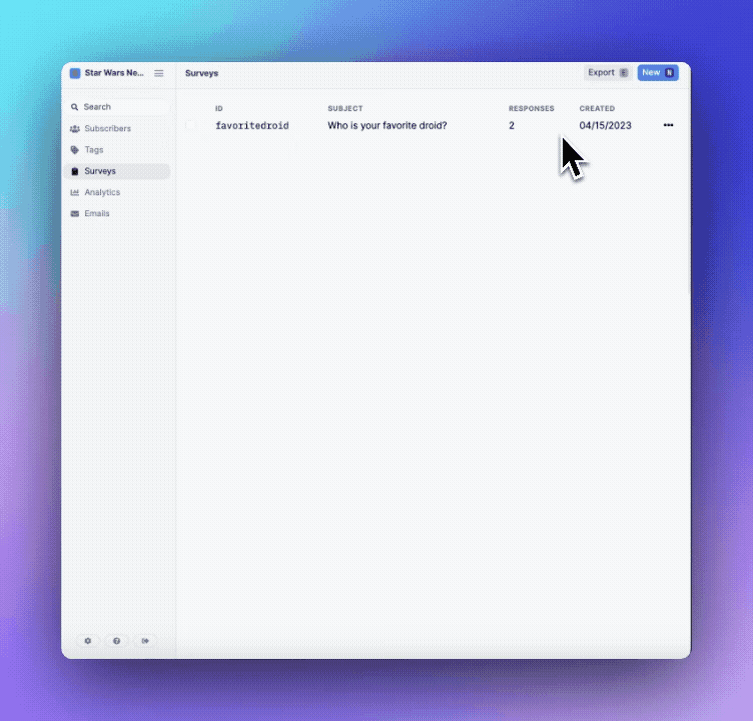 Star Wars Ne...
Surveys
Export E
New N
Search
Subscribers
Tags
Surveys
Analytics
Emails
ID SUBJECT RESPONSES CREATED
favoritedroid Who is your favorite droid? 2 04/15/2023